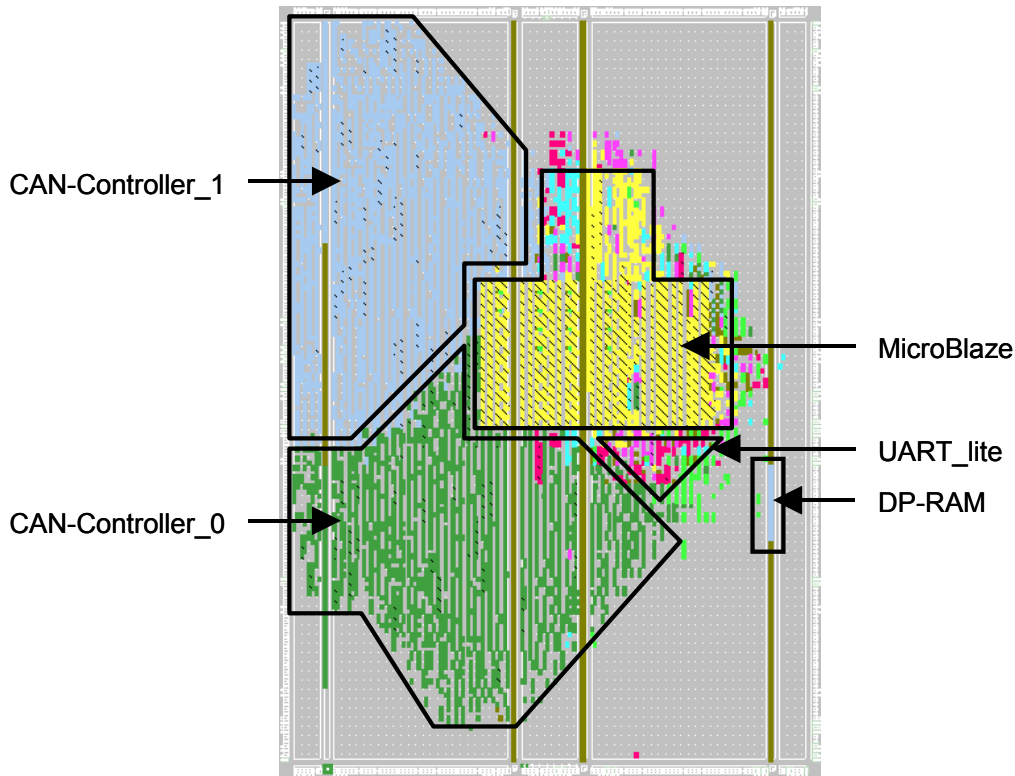 CAN-Controller_1
MicroBlaze
UART_lite
DP-RAM
CAN-Controller_0